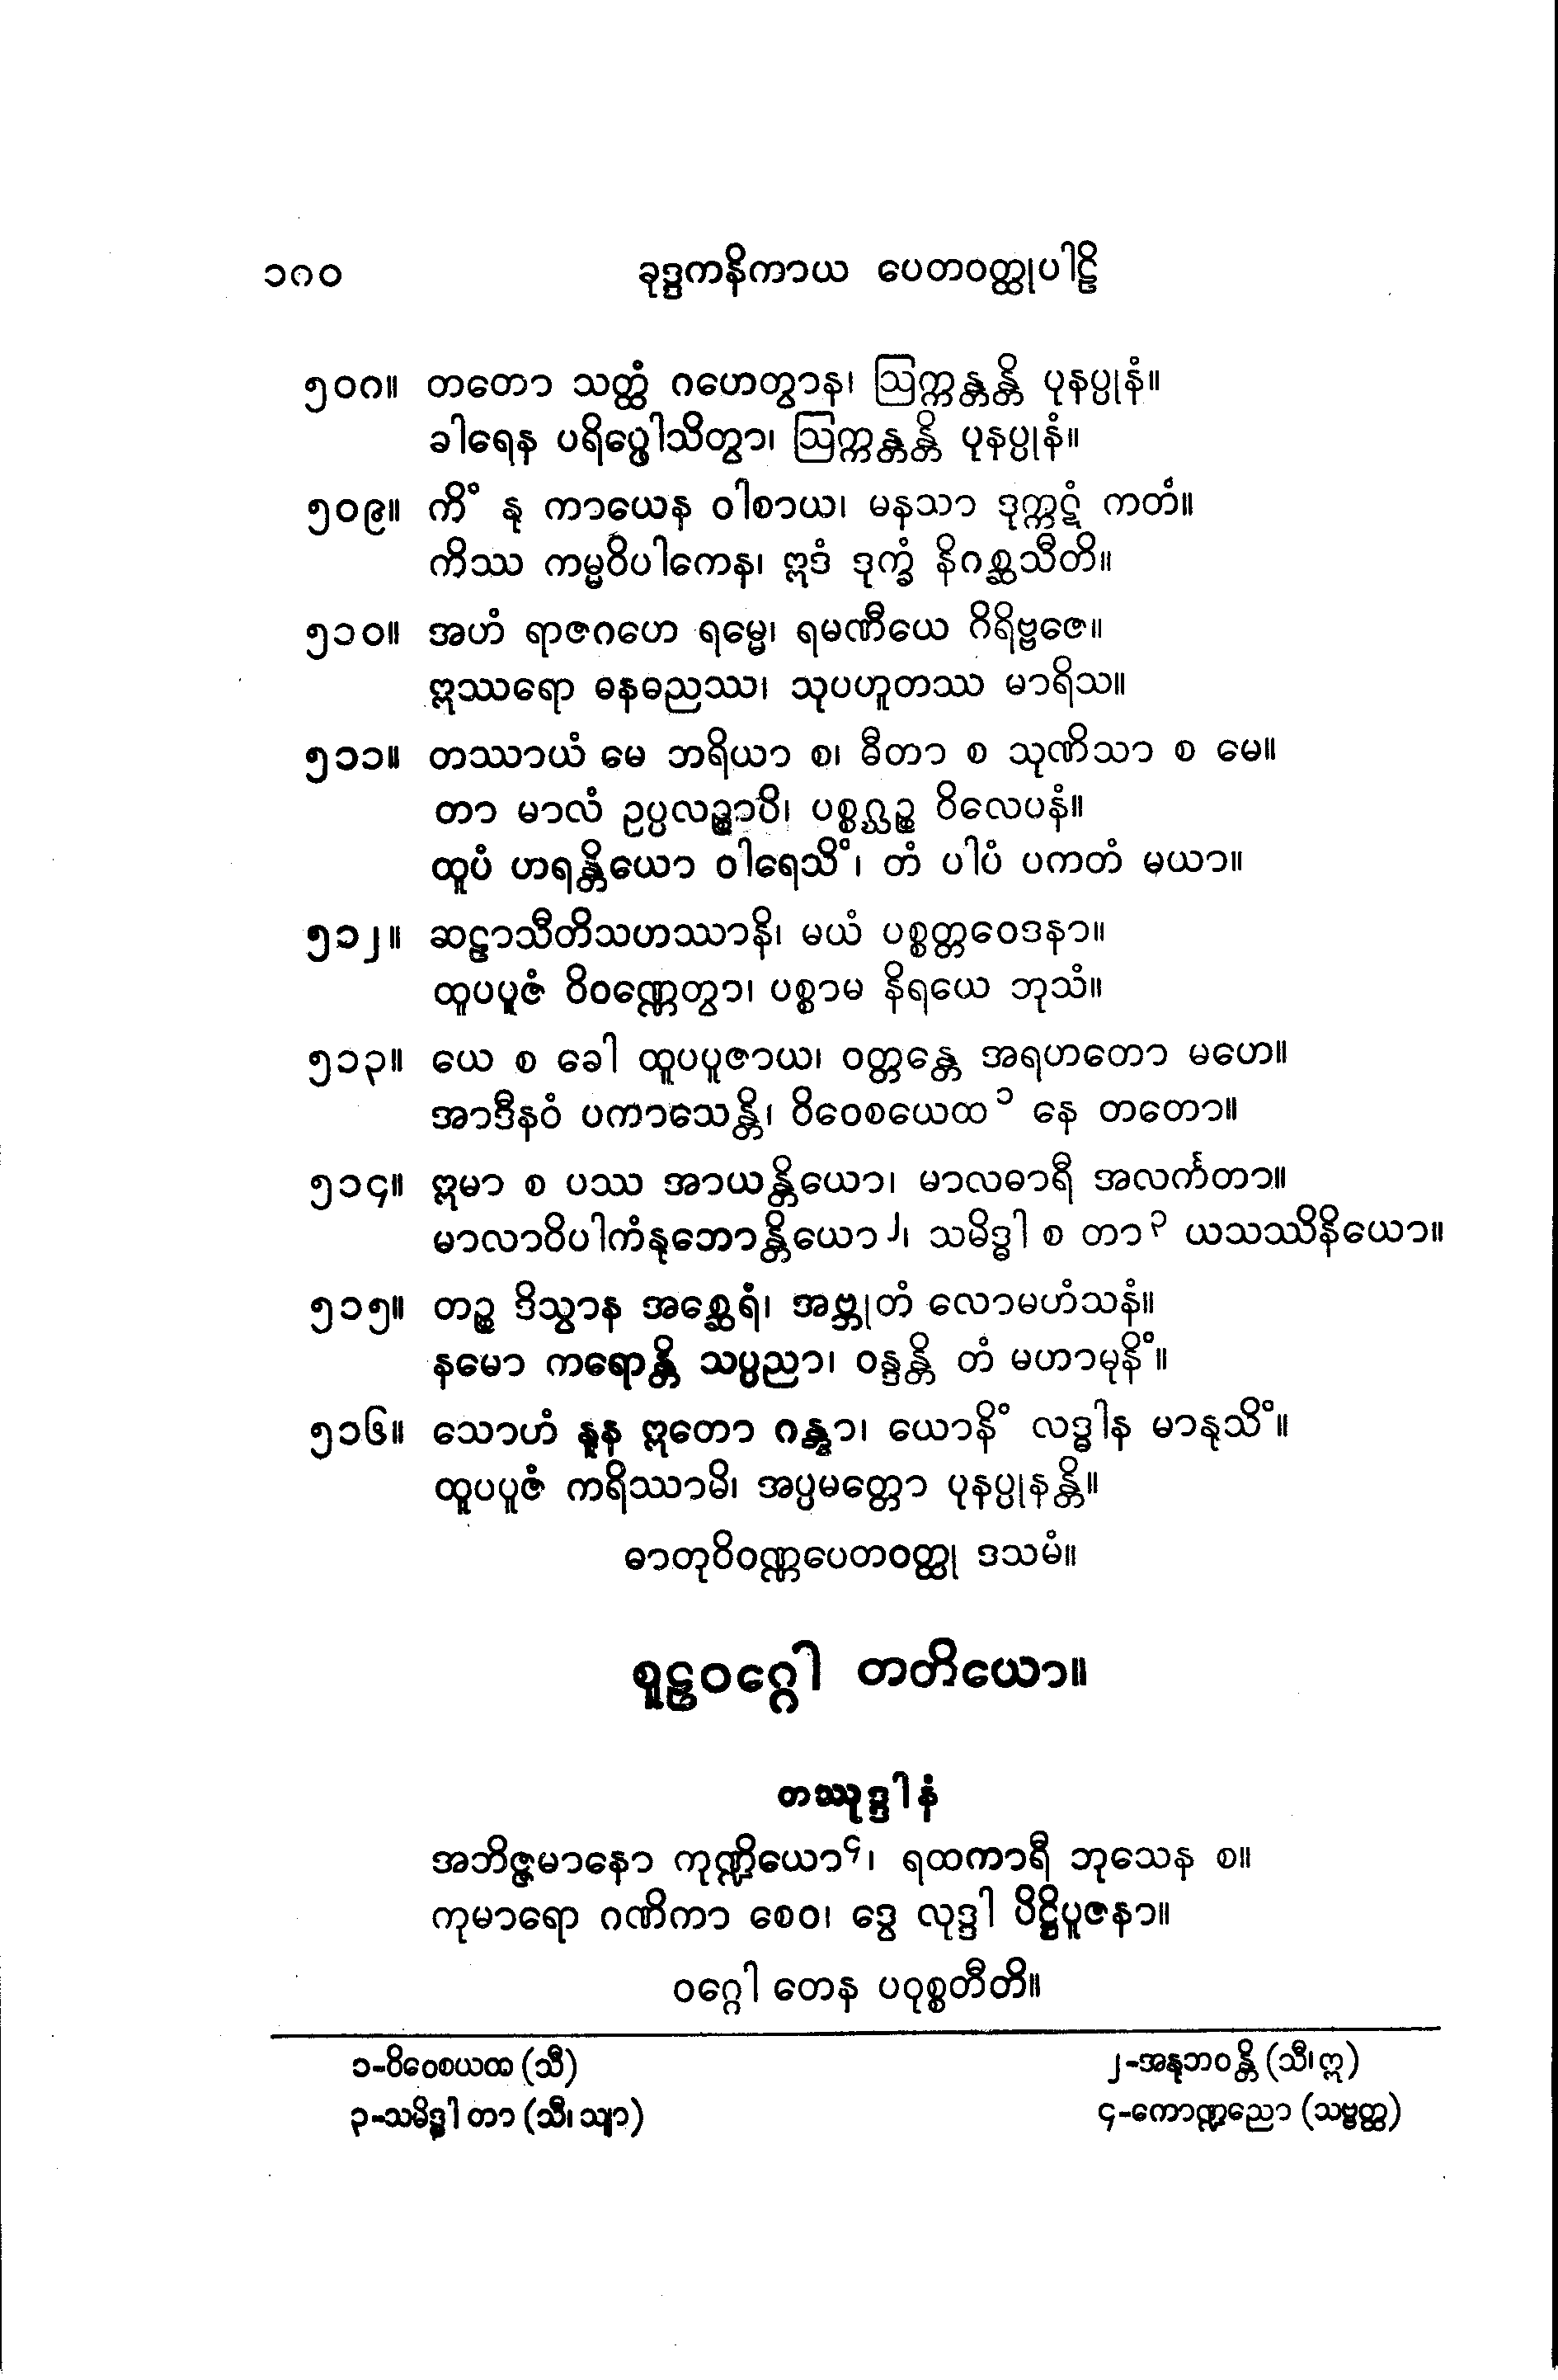 ၁၈၀ ခုဒ္ဒကနိကာယ ပေတဝတ္ထုပါဠိ
၅၀၈။ တတော သတ္ထံ ဂဟေတွာန၊ ဩက္ကန္တန္တိ ပုနပ္ပုနံ။
ခါရေန ပရိပ္ဖေါသိတွာ၊ ဩက္ကန္တန္တိ ပုနပ္ပုနံ။
၅၀၉။ ကိံ နု ကာယေန ဝါစာယ၊ မနသာ ဒုက္ကဋံ ကတံ။
ကိဿ ကမ္မဝိပါကေန၊ ဣဒံ ဒုက္ခံ နိဂစ္ဆသီတိ။
၅၁၀။ အဟံ ရာဇဂဟေ ရမ္မေ၊ ရမဏီယေ ဂိရိဗ္ဗဇေ။
ဣဿရော ဓနဓညဿ၊ သုပဟူတဿ မာရိသ။
၅၁၁။ တဿာယံ မေ ဘရိယာ စ၊ ဓီတာ စ သုဏိသာ စ မေ။
တာ မာလံ ဥပ္ပလဉ္စာပိ၊ ပစ္စဂ္ဃဉ္စ ဝိလေပနံ။
ထူပံ ဟရန္တိယော ဝါရေသိံ၊ တံ ပါပံ ပကတံ မယာ။
၅၁၂။ ဆဠာသီတိသဟဿာနိ၊ မယံ ပစ္စတ္တဝေဒနာ။
ထူပပူဇံ ဝိဝဏ္ဏေတွာ၊ ပစ္စာမ နိရယေ ဘုသံ။
၅၁၃။ ယေ စ ခေါ ထူပပူဇာယ၊ ဝတ္တန္တေ အရဟတော မဟေ။
အာဒီနဝံ ပကာသေန္တိ၊ ဝိဝေစယေထ ၁ နေ တတော။
၅၁၄။ ဣမာ စ ပဿ အာယန္တိယော၊ မာလဓာရီ အလင်္ကတာ။
မာလာဝိပါကံနုဘောန္တိယော ၂၊ သမိဒ္ဓါ စ တာ ၃ ယသဿိနိယော။
၅၁၅။ တဉ္စ ဒိသွာန အစ္ဆေရံ၊ အဗ္ဘုတံ လောမဟံသနံ။
နမော ကရောန္တိ သပ္ပညာ၊ ဝန္ဒန္တိ တံ မဟာမုနိံ။
၅၁၆။ သောဟံ နူန ဣတော ဂန္တွာ၊ ယောနိံ လဒ္ဓါန မာနုသိံ။
ထူပပူဇံ ကရိဿာမိ၊ အပ္ပမတ္တော ပုနပ္ပုနန္တိ။
ဓာတုဝိဝဏ္ဏပေတဝတ္ထု ဒသမံ။
စူဠဝဂ္ဂေါ တတိယော။
တဿုဒ္ဒါနံ
အဘိဇ္ဇမာနော ကုဏ္ဍိယော ၄၊ ရထကာရီ ဘုသေန စ။
ကုမာရော ဂဏိကာ စေဝ၊ ဒွေ လုဒ္ဒါ ပိဋ္ဌိပူဇနာ။
ဝဂ္ဂေါ တေန ပဝုစ္စတီတိ။
၁-ဝိဝေစယထ (သီ) ၂-အနုဘဝန္တိ (သီ၊ ဣ)
၃-သမိဒ္ဓါ တာ (သီ၊ သျာ) ၄-ကောဏ္ဍညော (သဗ္ဗတ္ထ)